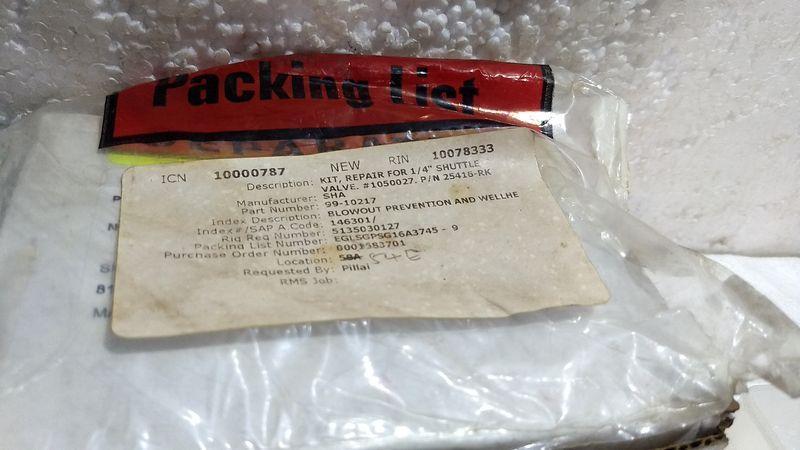 Packing List
ICN 10000787 NEW RIN 10078333
Description: KIT, REPAIR FOR 1/4" SHUTTLE
VALVE. #1050027. P/N 25416-RK
Manufacturer: SHA
Part Number: 99-10217
Index Description: BLOWOUT PREVENTION AND WELLHE
Index#/SAP A Code: 146301/
Rig Req Number: 5135030127
Packing List Number: EGLSGPSG16A3745 - 9
Purchase Order Number: 0001583701
Location: 58A 54E
Requested By: Pillai
RMS Job: